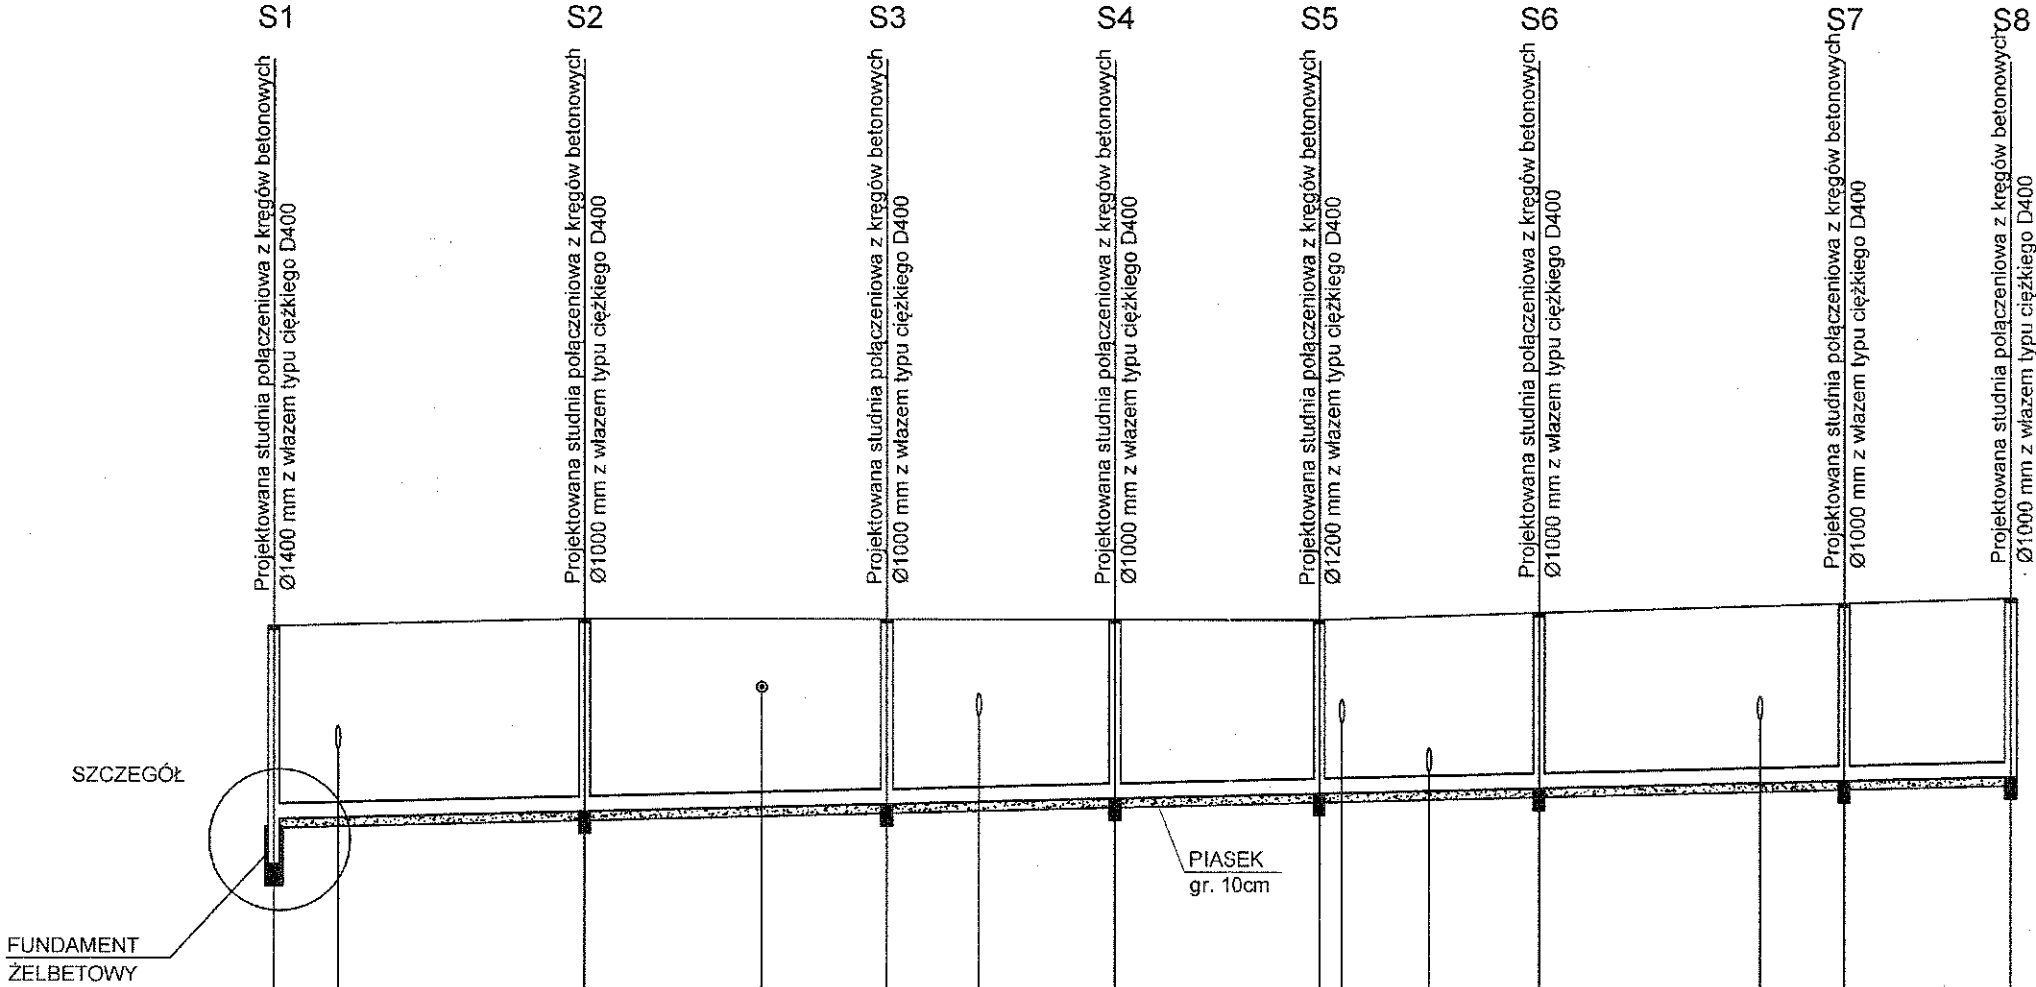 S1
S2
S3
S4
S5
S6
S7
S8
Projektowana studnia połączeniowa z kręgów betonowych
Ø1400 mm z włazem typu ciężkiego D400
Projektowana studnia połączeniowa z kręgów betonowych
Ø1000 mm z włazem typu ciężkiego D400
Projektowana studnia połączeniowa z kręgów betonowych
Ø1000 mm z włazem typu ciężkiego D400
Projektowana studnia połączeniowa z kręgów betonowych
Ø1000 mm z włazem typu ciężkiego D400
Projektowana studnia połączeniowa z kręgów betonowych
Ø1200 mm z włazem typu ciężkiego D400
Projektowana studnia połączeniowa z kręgów betonowych
Ø1000 mm z włazem typu ciężkiego D400
Projektowana studnia połączeniowa z kręgów betonowych
Ø1000 mm z włazem typu ciężkiego D400
Projektowana studnia połączeniowa z kręgów betonowych
Ø1000 mm z włazem typu ciężkiego D400
SZCZEGÓŁ
PIASEK
gr. 10cm
FUNDAMENT
ŻELBETOWY